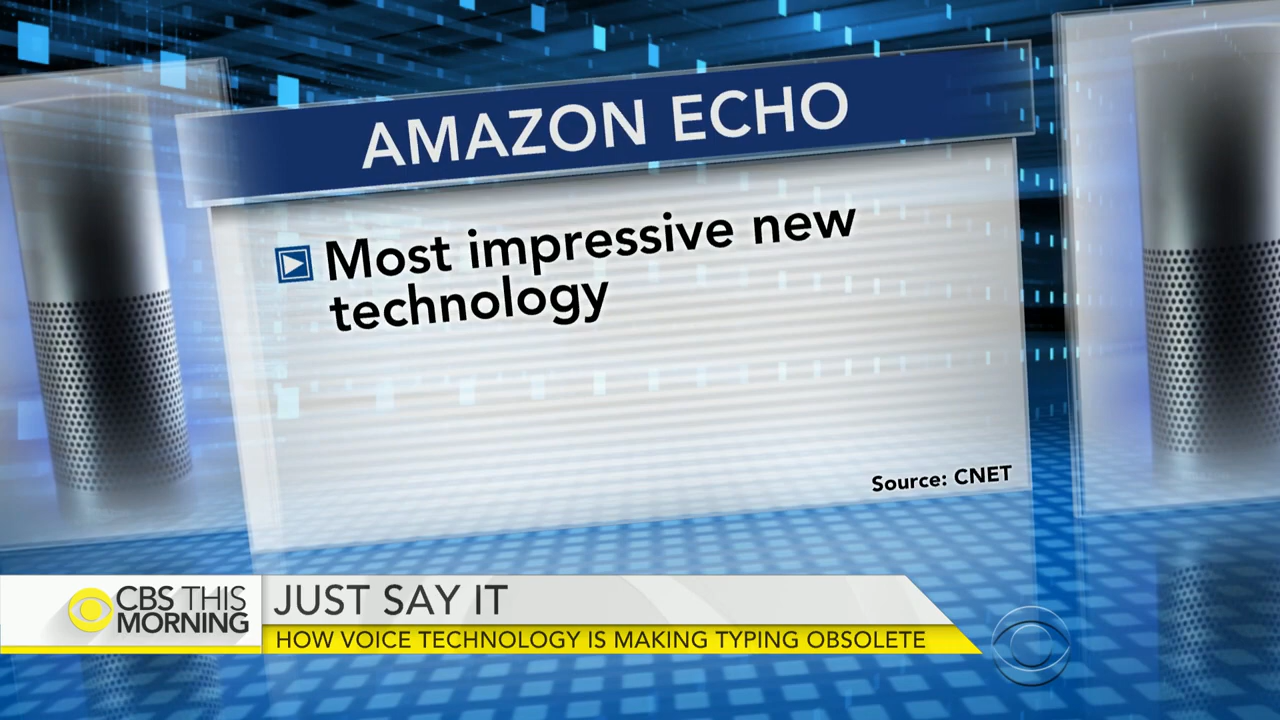 AMAZON ECHO
Most impressive new
technology
Source: CNET
CBS THIS
MORNING
JUST SAY IT
HOW VOICE TECHNOLOGY IS MAKING TYPING OBSOLETE